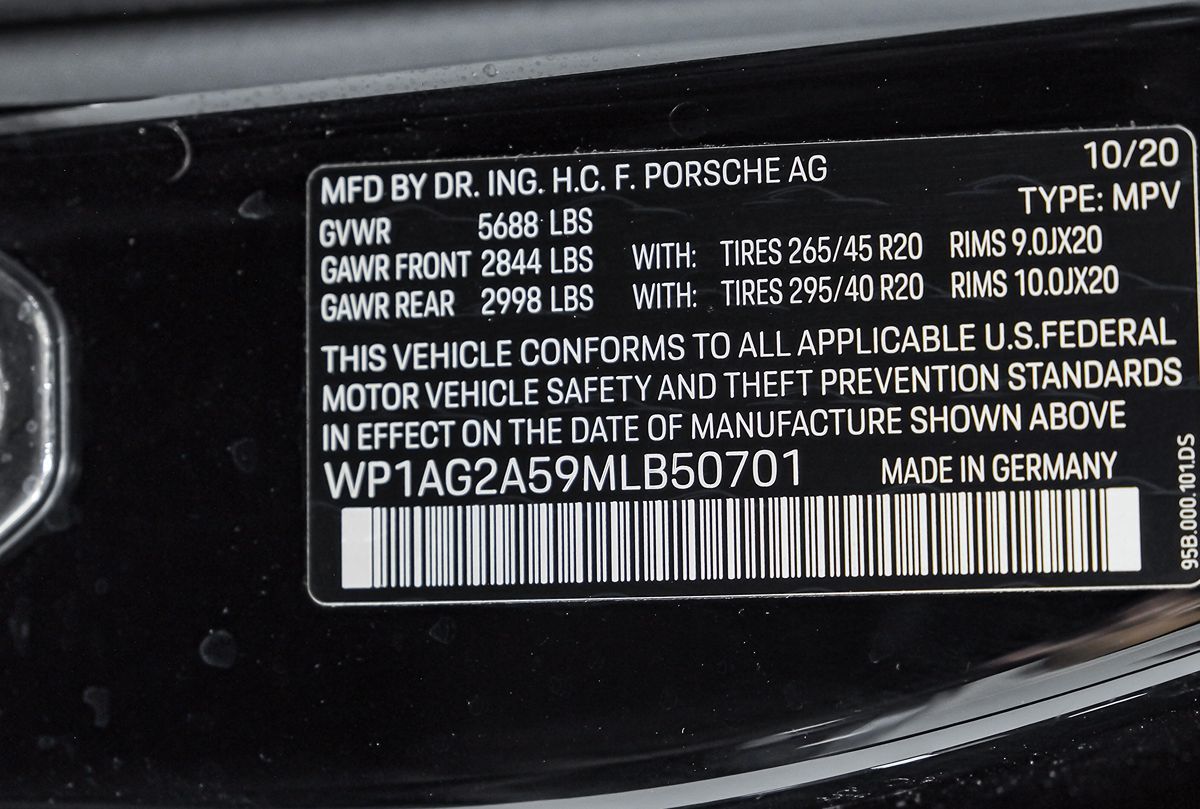 MFD BY DR. ING. H.C. F. PORSCHE AG 10/20
TYPE: MPV
GVWR 5688 LBS
GAWR FRONT 2844 LBS WITH: TIRES 265/45 R20 RIMS 9.0JX20
GAWR REAR 2998 LBS WITH: TIRES 295/40 R20 RIMS 10.0JX20
THIS VEHICLE CONFORMS TO ALL APPLICABLE U.S.FEDERAL
MOTOR VEHICLE SAFETY AND THEFT PREVENTION STANDARDS
IN EFFECT ON THE DATE OF MANUFACTURE SHOWN ABOVE
WP1AG2A59MLB50701 MADE IN GERMANY
95B.000.101.DS